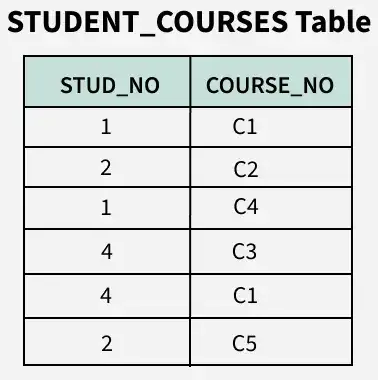 STUDENT_COURSES Table
STUD_NO COURSE_NO
1 C1
2 C2
1 C4
4 C3
4 C1
2 C5